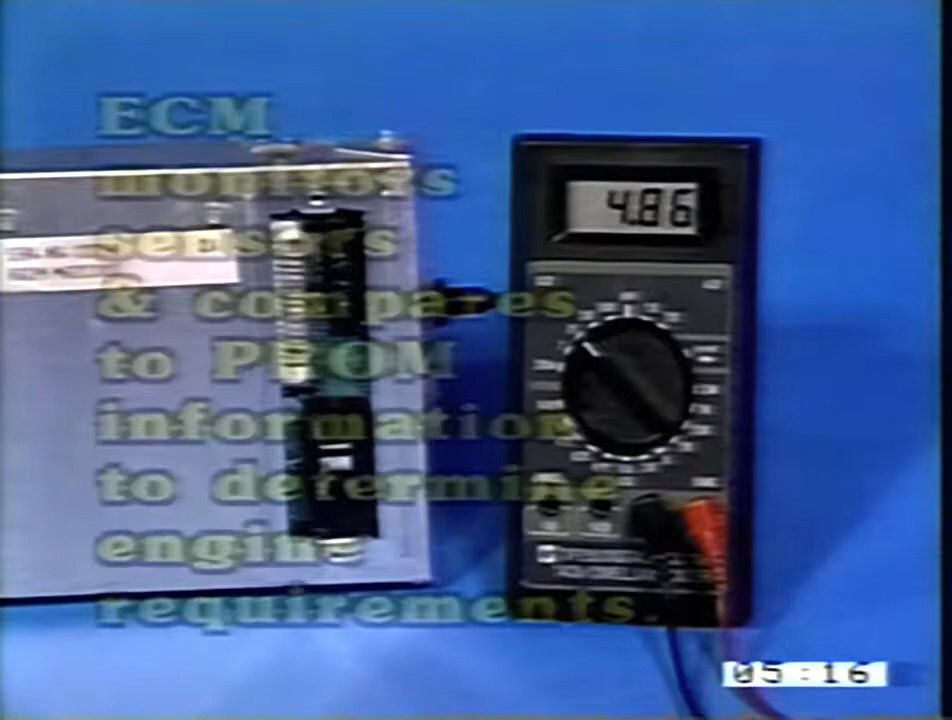 ECM
monitors
sensors
& compares
to PROM
information
to determine
engine
requirements.
4.86
05:16